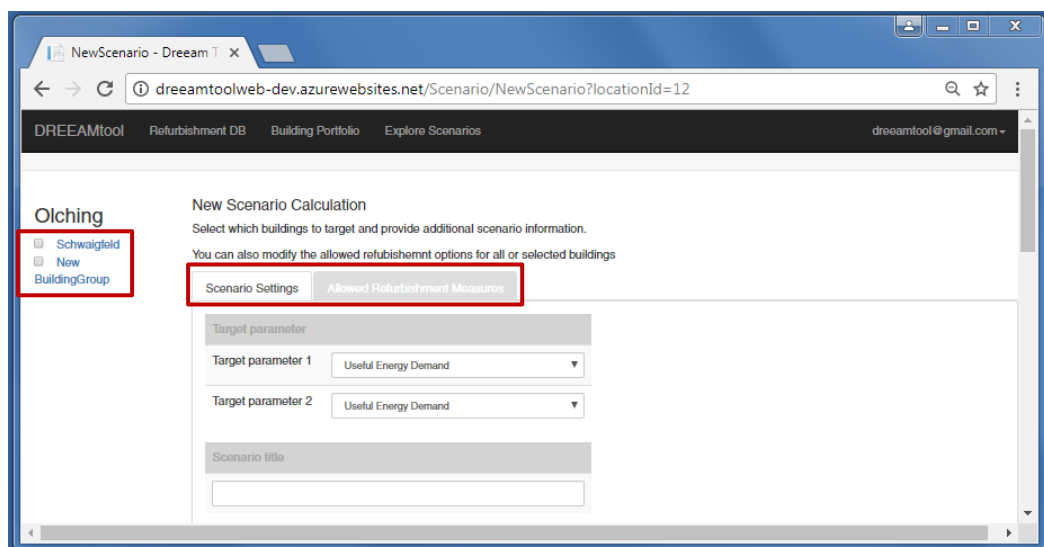 NewScenario - Dreeam T
dreeamtoolweb-dev.azurewebsites.net/Scenario/NewScenario?locationId=12
DREEAMtool Refurbishment DB Building Portfolio Explore Scenarios dreeamtool@gmail.com
Olching
Schwaigfeld
New
BuildingGroup
New Scenario Calculation
Select which buildings to target and provide additional scenario information.
You can also modify the allowed refubishemnt options for all or selected buildings
Scenario Settings Allowed Refurbishment Measures
Target parameter
Target parameter 1 Useful Energy Demand
Target parameter 2 Useful Energy Demand
Scenario title